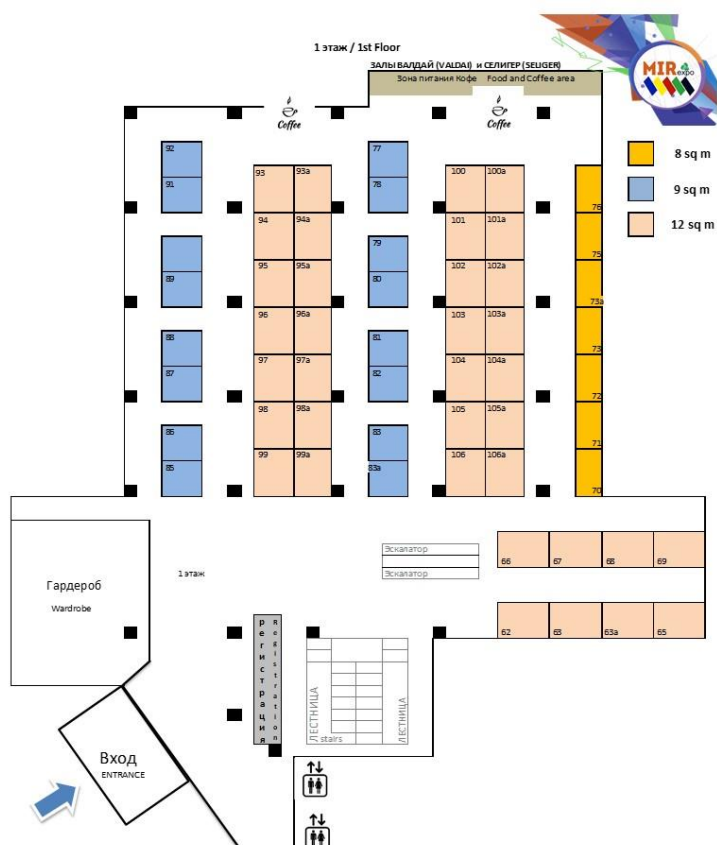 1 этаж / 1st Floor
ЗАЛЫ ВАЛДАЙ (VALDAI) и СЕЛИГЕР (SELIGER)
Зона питания Кофе Food and Coffee area
MIR expo
Coffee
Coffee
8 sq m
9 sq m
12 sq m
92
91
89
88
87
86
85
93 93a
94 94a
95 95a
96 96a
97 97a
98 98a
99 99a
77
78
79
80
81
82
83
83a
100 100a
101 101a
102 102a
103 103a
104 104a
105 105a
106 106a
76
75
73a
73
72
71
70
Эскалатор
Эскалатор
66 67 68 69
62 63 63a 65
Гардероб
Wardrobe
1 этаж
регистрация
Registration
ЛЕСТНИЦА
stairs
ЛЕСТНИЦА
Вход
ENTRANCE